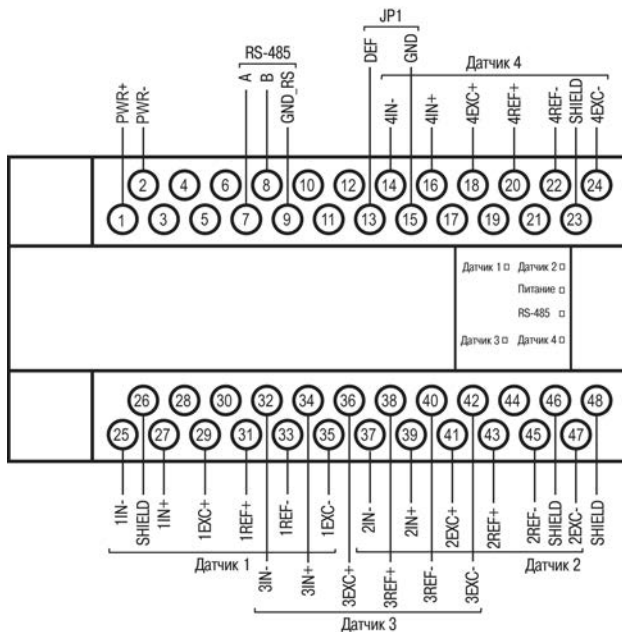 JP1
RS-485
DEF
GND
Датчик 4
A
B
GND_RS
PWR+
PWR-
4IN-
4IN+
4EXC+
4REF+
4REF-
SHIELD
4EXC-
2 4 6 8 10 12 14 16 18 20 22 24
1 3 5 7 9 11 13 15 17 19 21 23
Датчик 1 Датчик 2
Питание
RS-485
Датчик 3 Датчик 4
26 28 30 32 34 36 38 40 42 44 46 48
25 27 29 31 33 35 37 39 41 43 45 47
1IN-
SHIELD
1IN+
1EXC+
1REF+
1REF-
1EXC-
2IN-
2IN+
2EXC+
2REF+
2REF-
SHIELD
2EXC-
SHIELD
Датчик 1
Датчик 2
3IN-
3IN+
3EXC+
3REF+
3REF-
3EXC-
Датчик 3